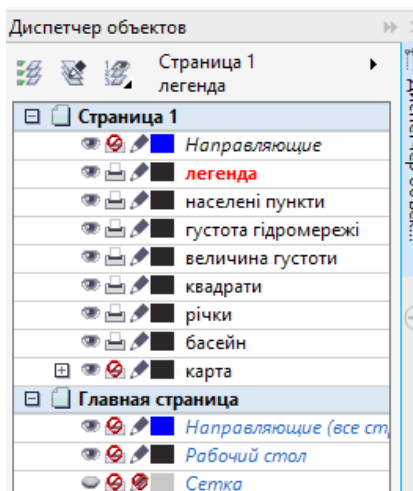 Диспетчер объектов
Страница 1
легенда
Страница 1
Направляющие
легенда
населені пункти
густота гідромережі
величина густоти
квадрати
річки
басейн
карта
Главная страница
Направляющие (все ст
Рабочий стол
Сетка